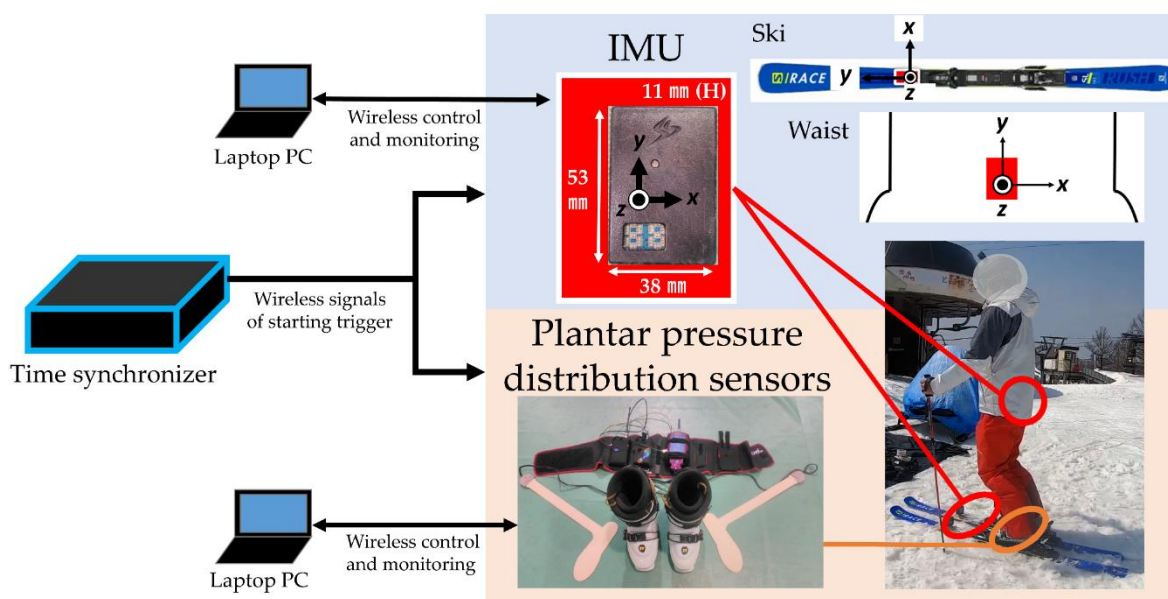 IMU
Ski
x
y
z
S/RACE
RUSH
11 ㎜ (H)
y
53
㎜
x
z
38 ㎜
Waist
y
x
z
Wireless control
and monitoring
Laptop PC
Wireless signals
of starting trigger
Time synchronizer
Plantar pressure
distribution sensors
Wireless control
and monitoring
Laptop PC